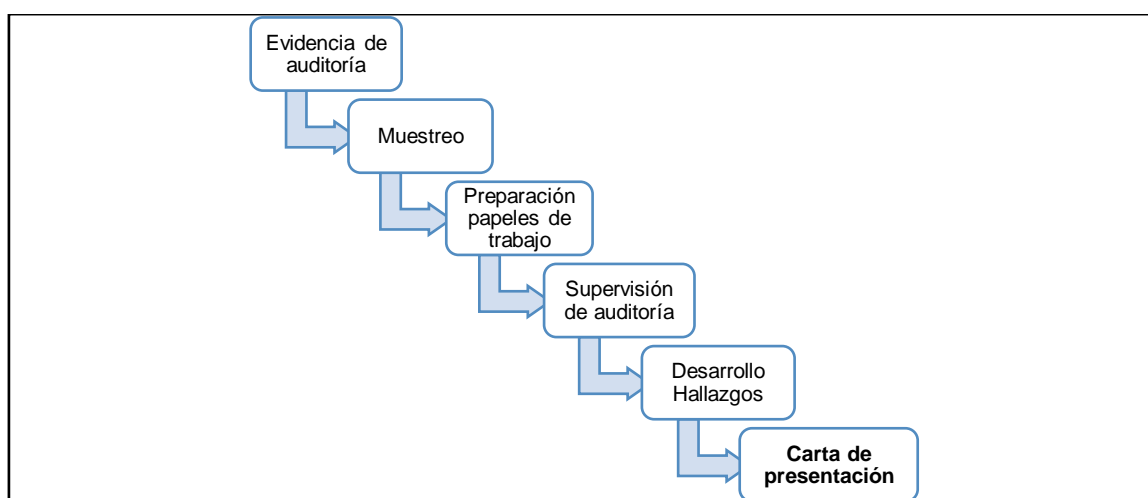 Evidencia de
auditoría
Muestreo
Preparación
papeles de
trabajo
Supervisión
de auditoría
Desarrollo
Hallazgos
Carta de
presentación